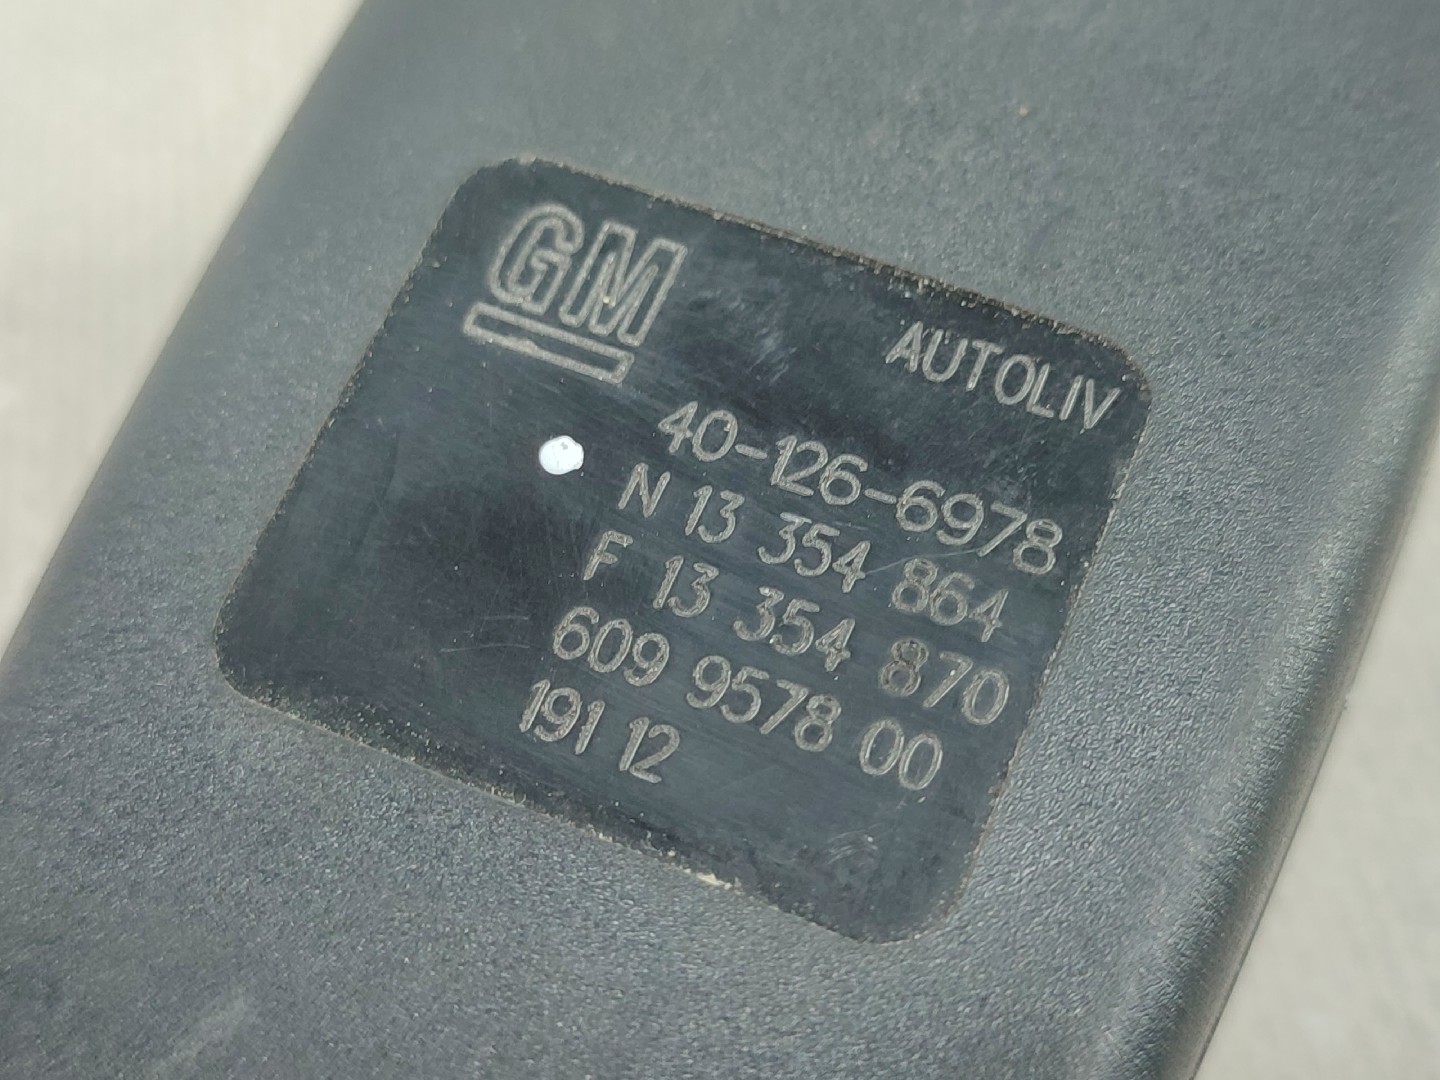 GM
AUTOLIV
40-126-6978
N 13 354 864
F 13 354 870
609 9578 00
191 12